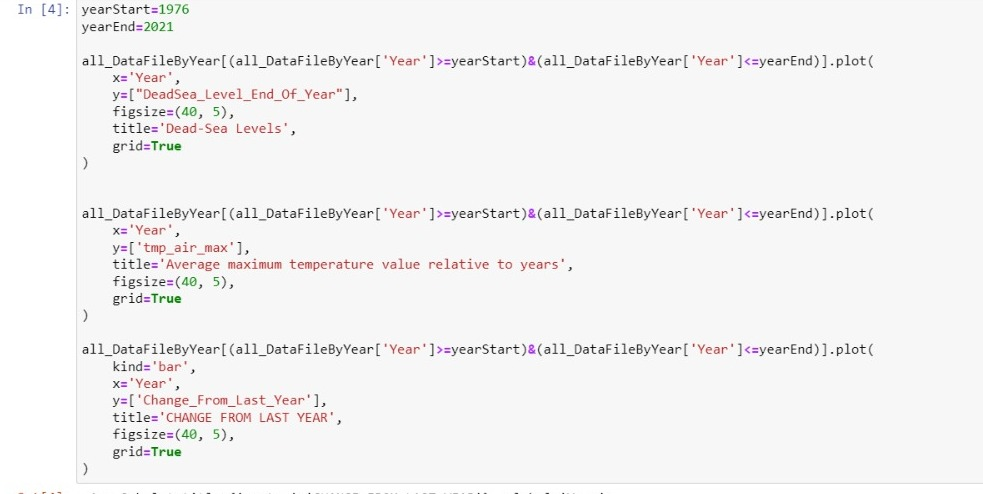 In [4]: yearStart=1976
yearEnd=2021
all_DataFileByYear[(all_DataFileByYear['Year']>=yearStart)&(all_DataFileByYear['Year']<=yearEnd)].plot(
x='Year',
y=["DeadSea_Level_End_Of_Year"],
figsize=(40, 5),
title='Dead-Sea Levels',
grid=True
)
all_DataFileByYear[(all_DataFileByYear['Year']>=yearStart)&(all_DataFileByYear['Year']<=yearEnd)].plot(
x='Year',
y=['tmp_air_max'],
title='Average maximum temperature value relative to years',
figsize=(40, 5),
grid=True
)
all_DataFileByYear[(all_DataFileByYear['Year']>=yearStart)&(all_DataFileByYear['Year']<=yearEnd)].plot(
kind='bar',
x='Year',
y=['Change_From_Last_Year'],
title='CHANGE FROM LAST YEAR',
figsize=(40, 5),
grid=True
)